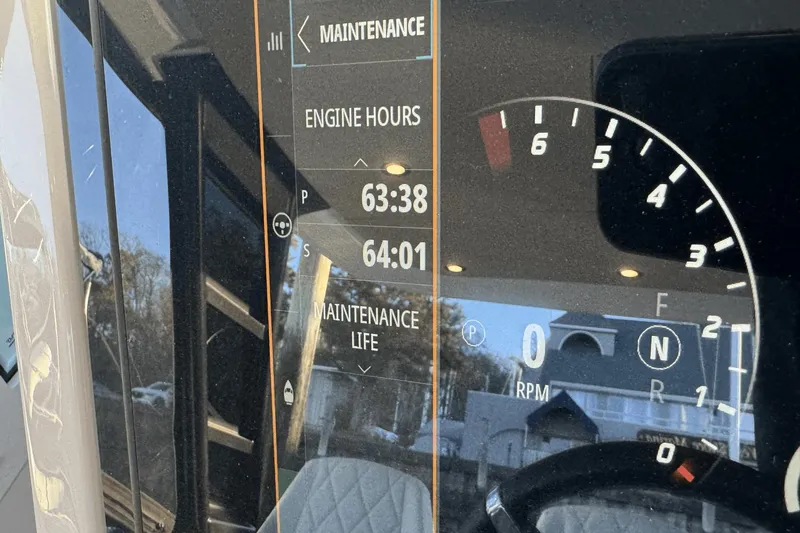 MAINTENANCE
ENGINE HOURS
P 63:38
S 64:01
MAINTENANCE
LIFE
6
5
4
3
F
2
P
0
N
RPM
R
1
0